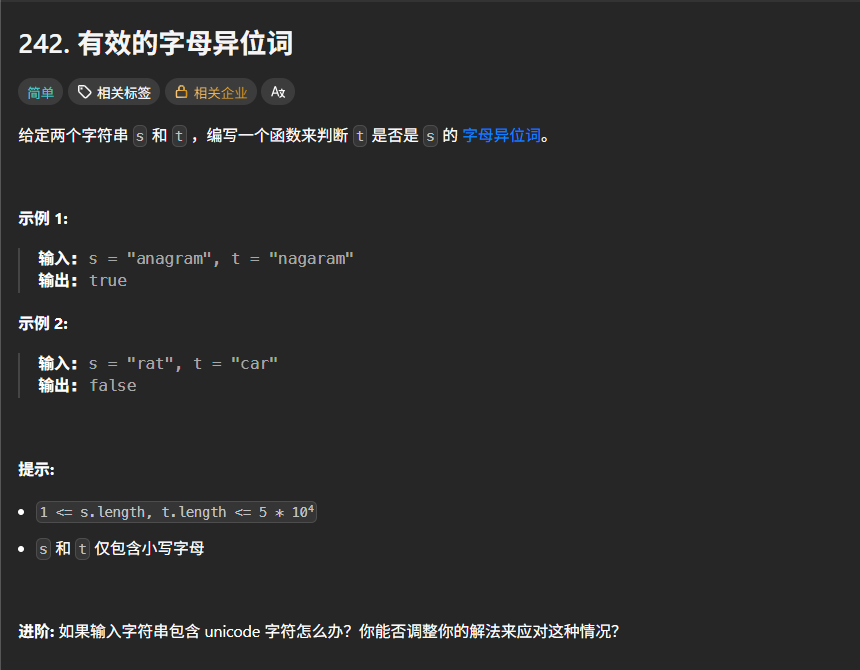 242. 有效的字母异位词
简单 相关标签 相关企业 Aあ
给定两个字符串 s 和 t ，编写一个函数来判断 t 是否是 s 的 字母异位词。
示例 1:
输入: s = "anagram", t = "nagaram"
输出: true
示例 2:
输入: s = "rat", t = "car"
输出: false
提示:
1 <= s.length, t.length <= 5 * 10⁴
s 和 t 仅包含小写字母
进阶: 如果输入字符串包含 unicode 字符怎么办？你能否调整你的解法来应对这种情况？